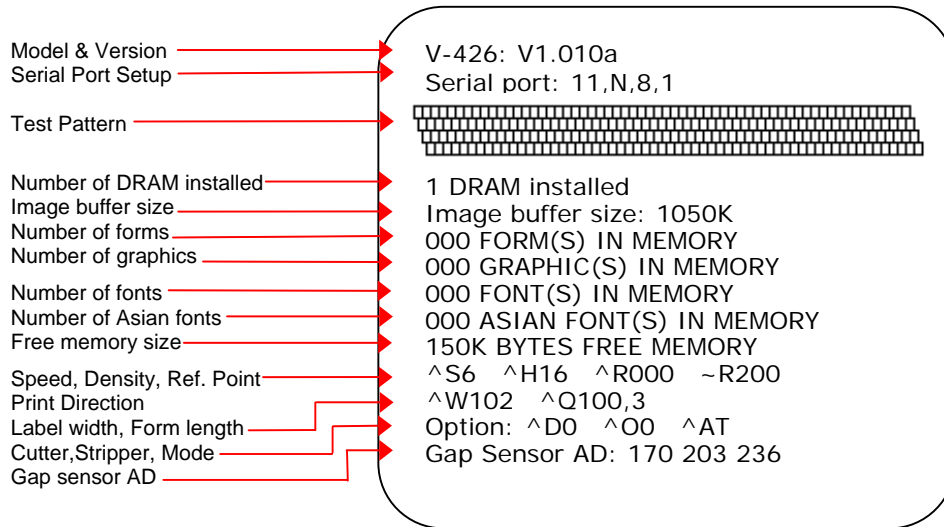 Model & Version
Serial Port Setup
Test Pattern
Number of DRAM installed
Image buffer size
Number of forms
Number of graphics
Number of fonts
Number of Asian fonts
Free memory size
Speed, Density, Ref. Point
Print Direction
Label width, Form length
Cutter,Stripper, Mode
Gap sensor AD
V-426: V1.010a
Serial port: 11,N,8,1
1 DRAM installed
Image buffer size: 1050K
000 FORM(S) IN MEMORY
000 GRAPHIC(S) IN MEMORY
000 FONT(S) IN MEMORY
000 ASIAN FONT(S) IN MEMORY
150K BYTES FREE MEMORY
^S6 ^H16 ^R000 ~R200
^W102 ^Q100,3
Option: ^D0 ^O0 ^AT
Gap Sensor AD: 170 203 236